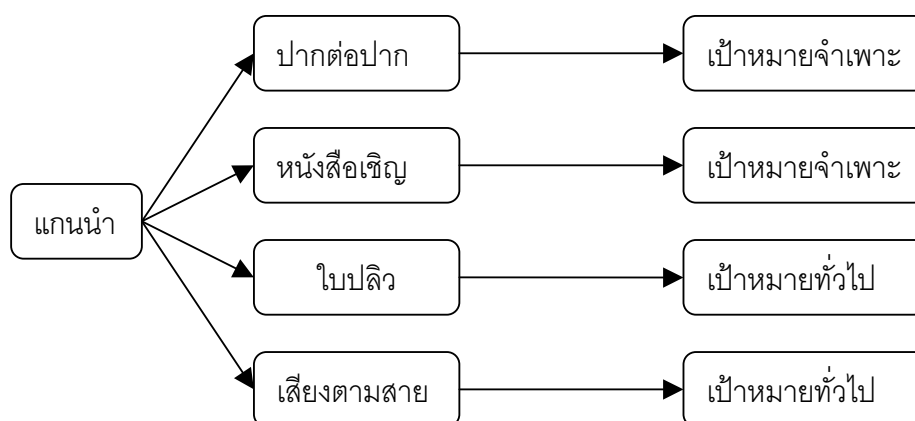 ปากต่อปาก
เป้าหมายจำเพาะ
หนังสือเชิญ
เป้าหมายจำเพาะ
แกนนำ
ใบปลิว
เป้าหมายทั่วไป
เสียงตามสาย
เป้าหมายทั่วไป